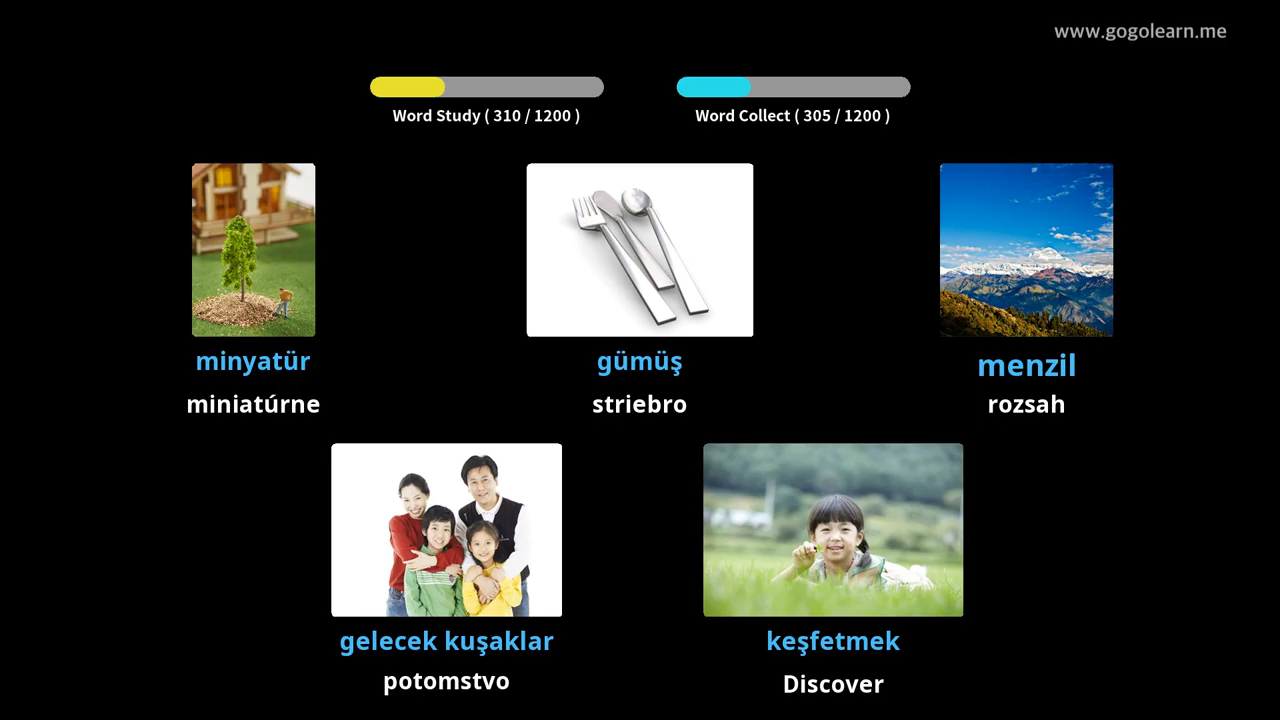 www.gogolearn.me
Word Study ( 310 / 1200 )
Word Collect ( 305 / 1200 )
minyatür
miniatúrne
gümüş
striebro
menzil
rozsah
gelecek kuşaklar
potomstvo
keşfetmek
Discover